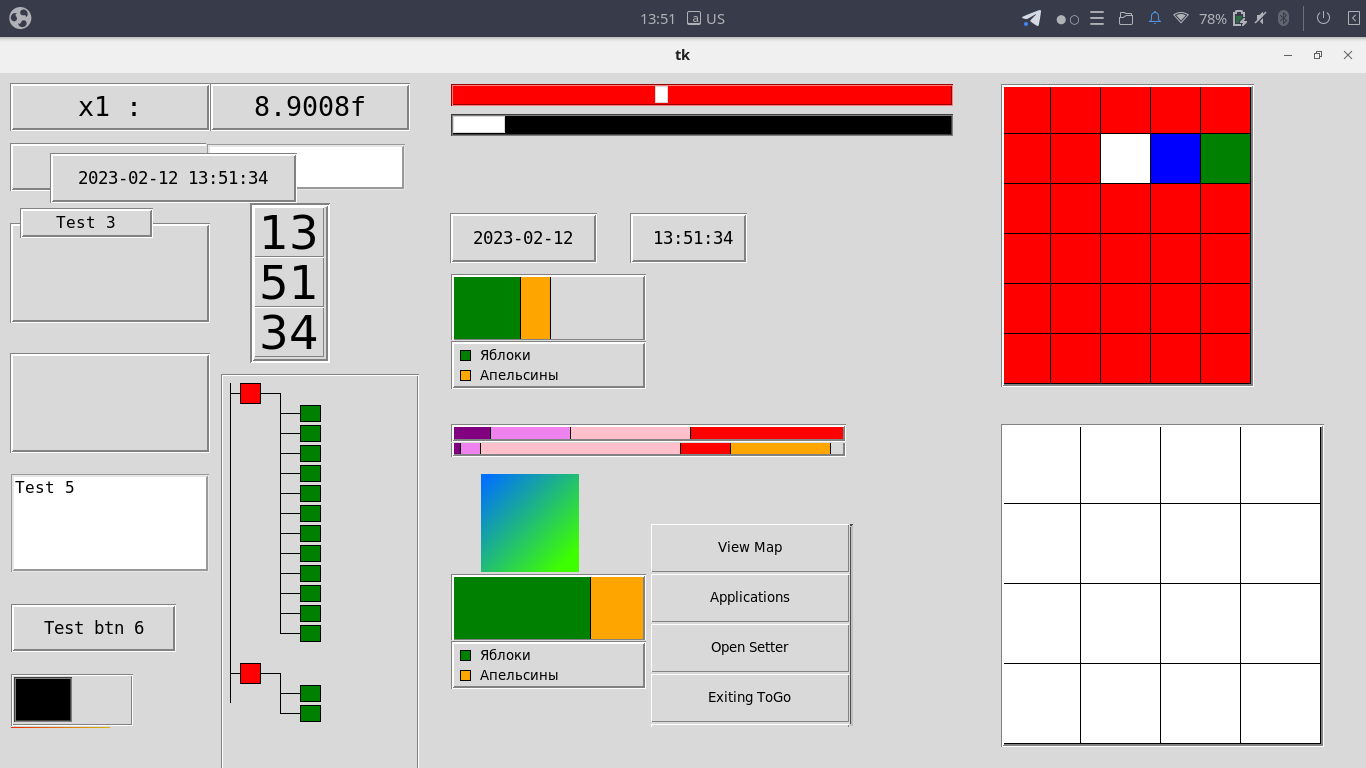 13:51 a US
78%
tk
x1 :
8.9008f
2023-02-12 13:51:34
Test 3
13
51
34
2023-02-12
13:51:34
Яблоки
Апельсины
Test 5
View Map
Applications
Test btn 6
Open Setter
Яблоки
Апельсины
Exiting ToGo